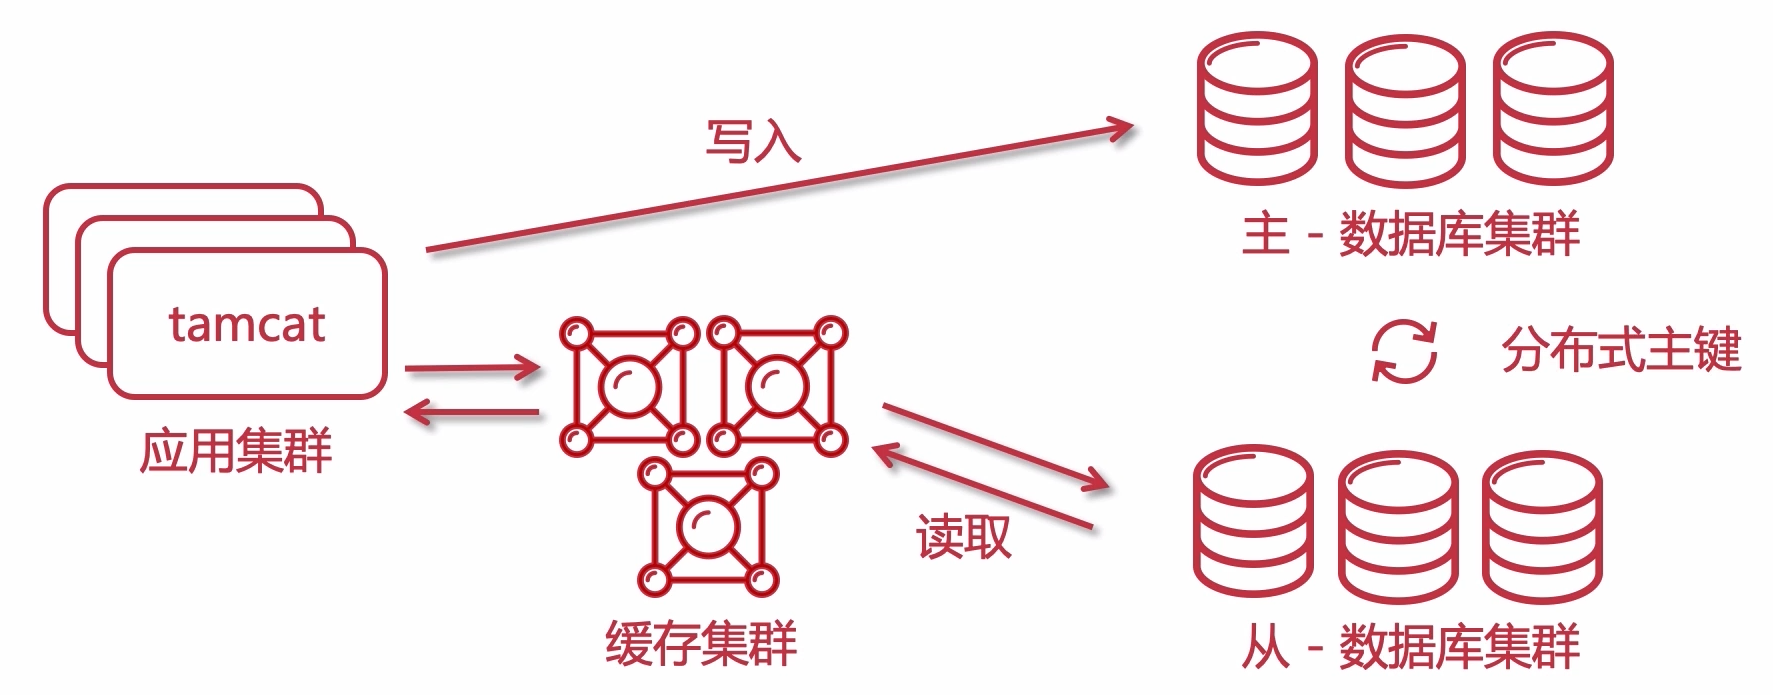 写入
主 - 数据库集群
tamcat
应用集群
分布式主键
读取
缓存集群
从 - 数据库集群